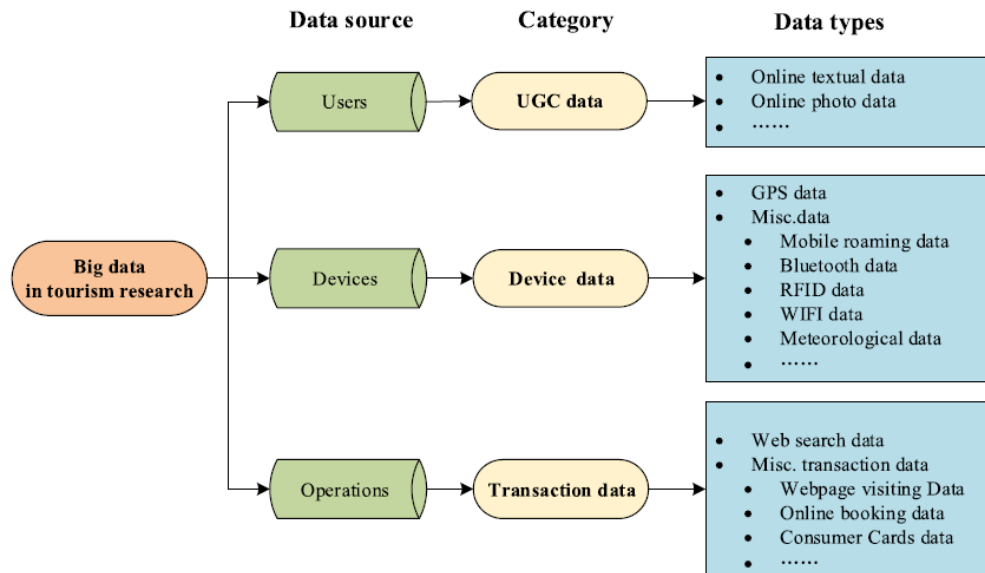 Data source
Category
Data types
Big data
in tourism research
Users
UGC data
• Online textual data
• Online photo data
• ……
Devices
Device data
• GPS data
• Misc.data
• Mobile roaming data
• Bluetooth data
• RFID data
• WIFI data
• Meteorological data
• ……
Operations
Transaction data
• Web search data
• Misc. transaction data
• Webpage visiting Data
• Online booking data
• Consumer Cards data
• ……